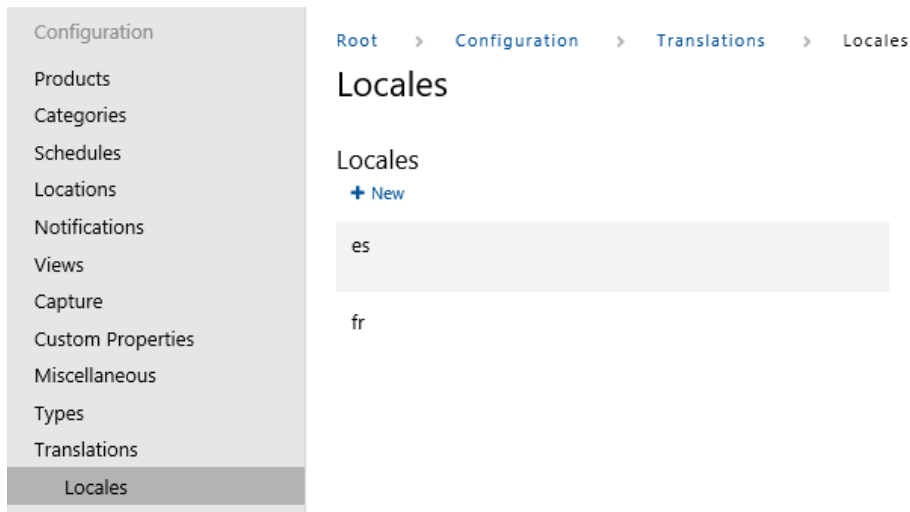 Configuration
Products
Categories
Schedules
Locations
Notifications
Views
Capture
Custom Properties
Miscellaneous
Types
Translations
Locales
Root > Configuration > Translations > Locales
Locales
Locales
+ New
es
fr